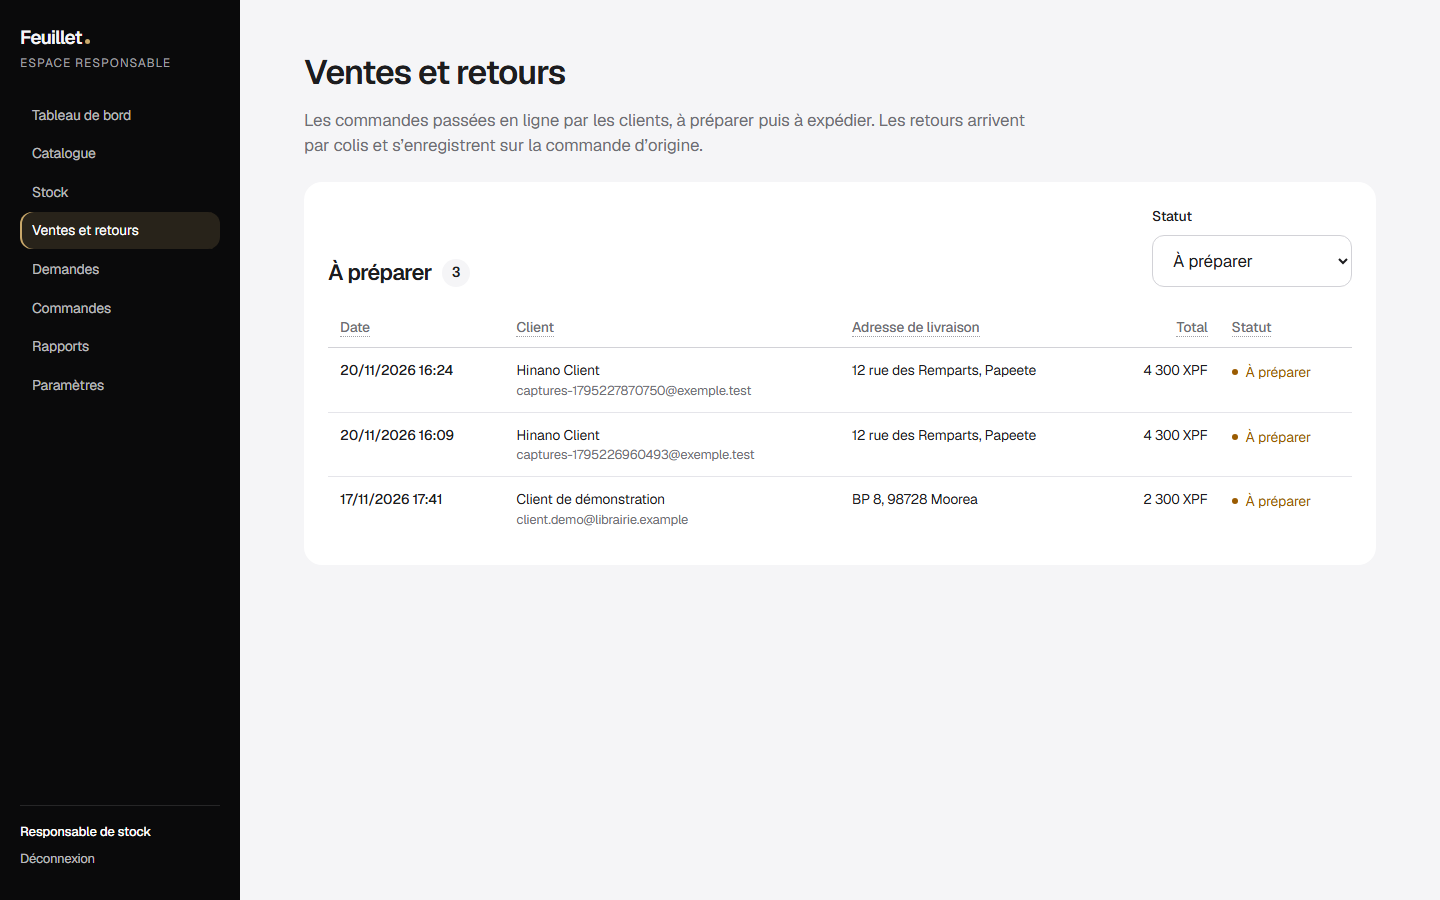 Feuillet.
ESPACE RESPONSABLE
Tableau de bord
Catalogue
Stock
Ventes et retours
Demandes
Commandes
Rapports
Paramètres
Responsable de stock
Déconnexion
Ventes et retours
Les commandes passées en ligne par les clients, à préparer puis à expédier. Les retours arrivent
par colis et s’enregistrent sur la commande d’origine.
Statut
À préparer
À préparer 3
Date Client Adresse de livraison Total Statut
20/11/2026 16:24 Hinano Client 12 rue des Remparts, Papeete 4 300 XPF À préparer
captures-1795227870750@exemple.test
20/11/2026 16:09 Hinano Client 12 rue des Remparts, Papeete 4 300 XPF À préparer
captures-1795226960493@exemple.test
17/11/2026 17:41 Client de démonstration BP 8, 98728 Moorea 2 300 XPF À préparer
client.demo@librairie.example